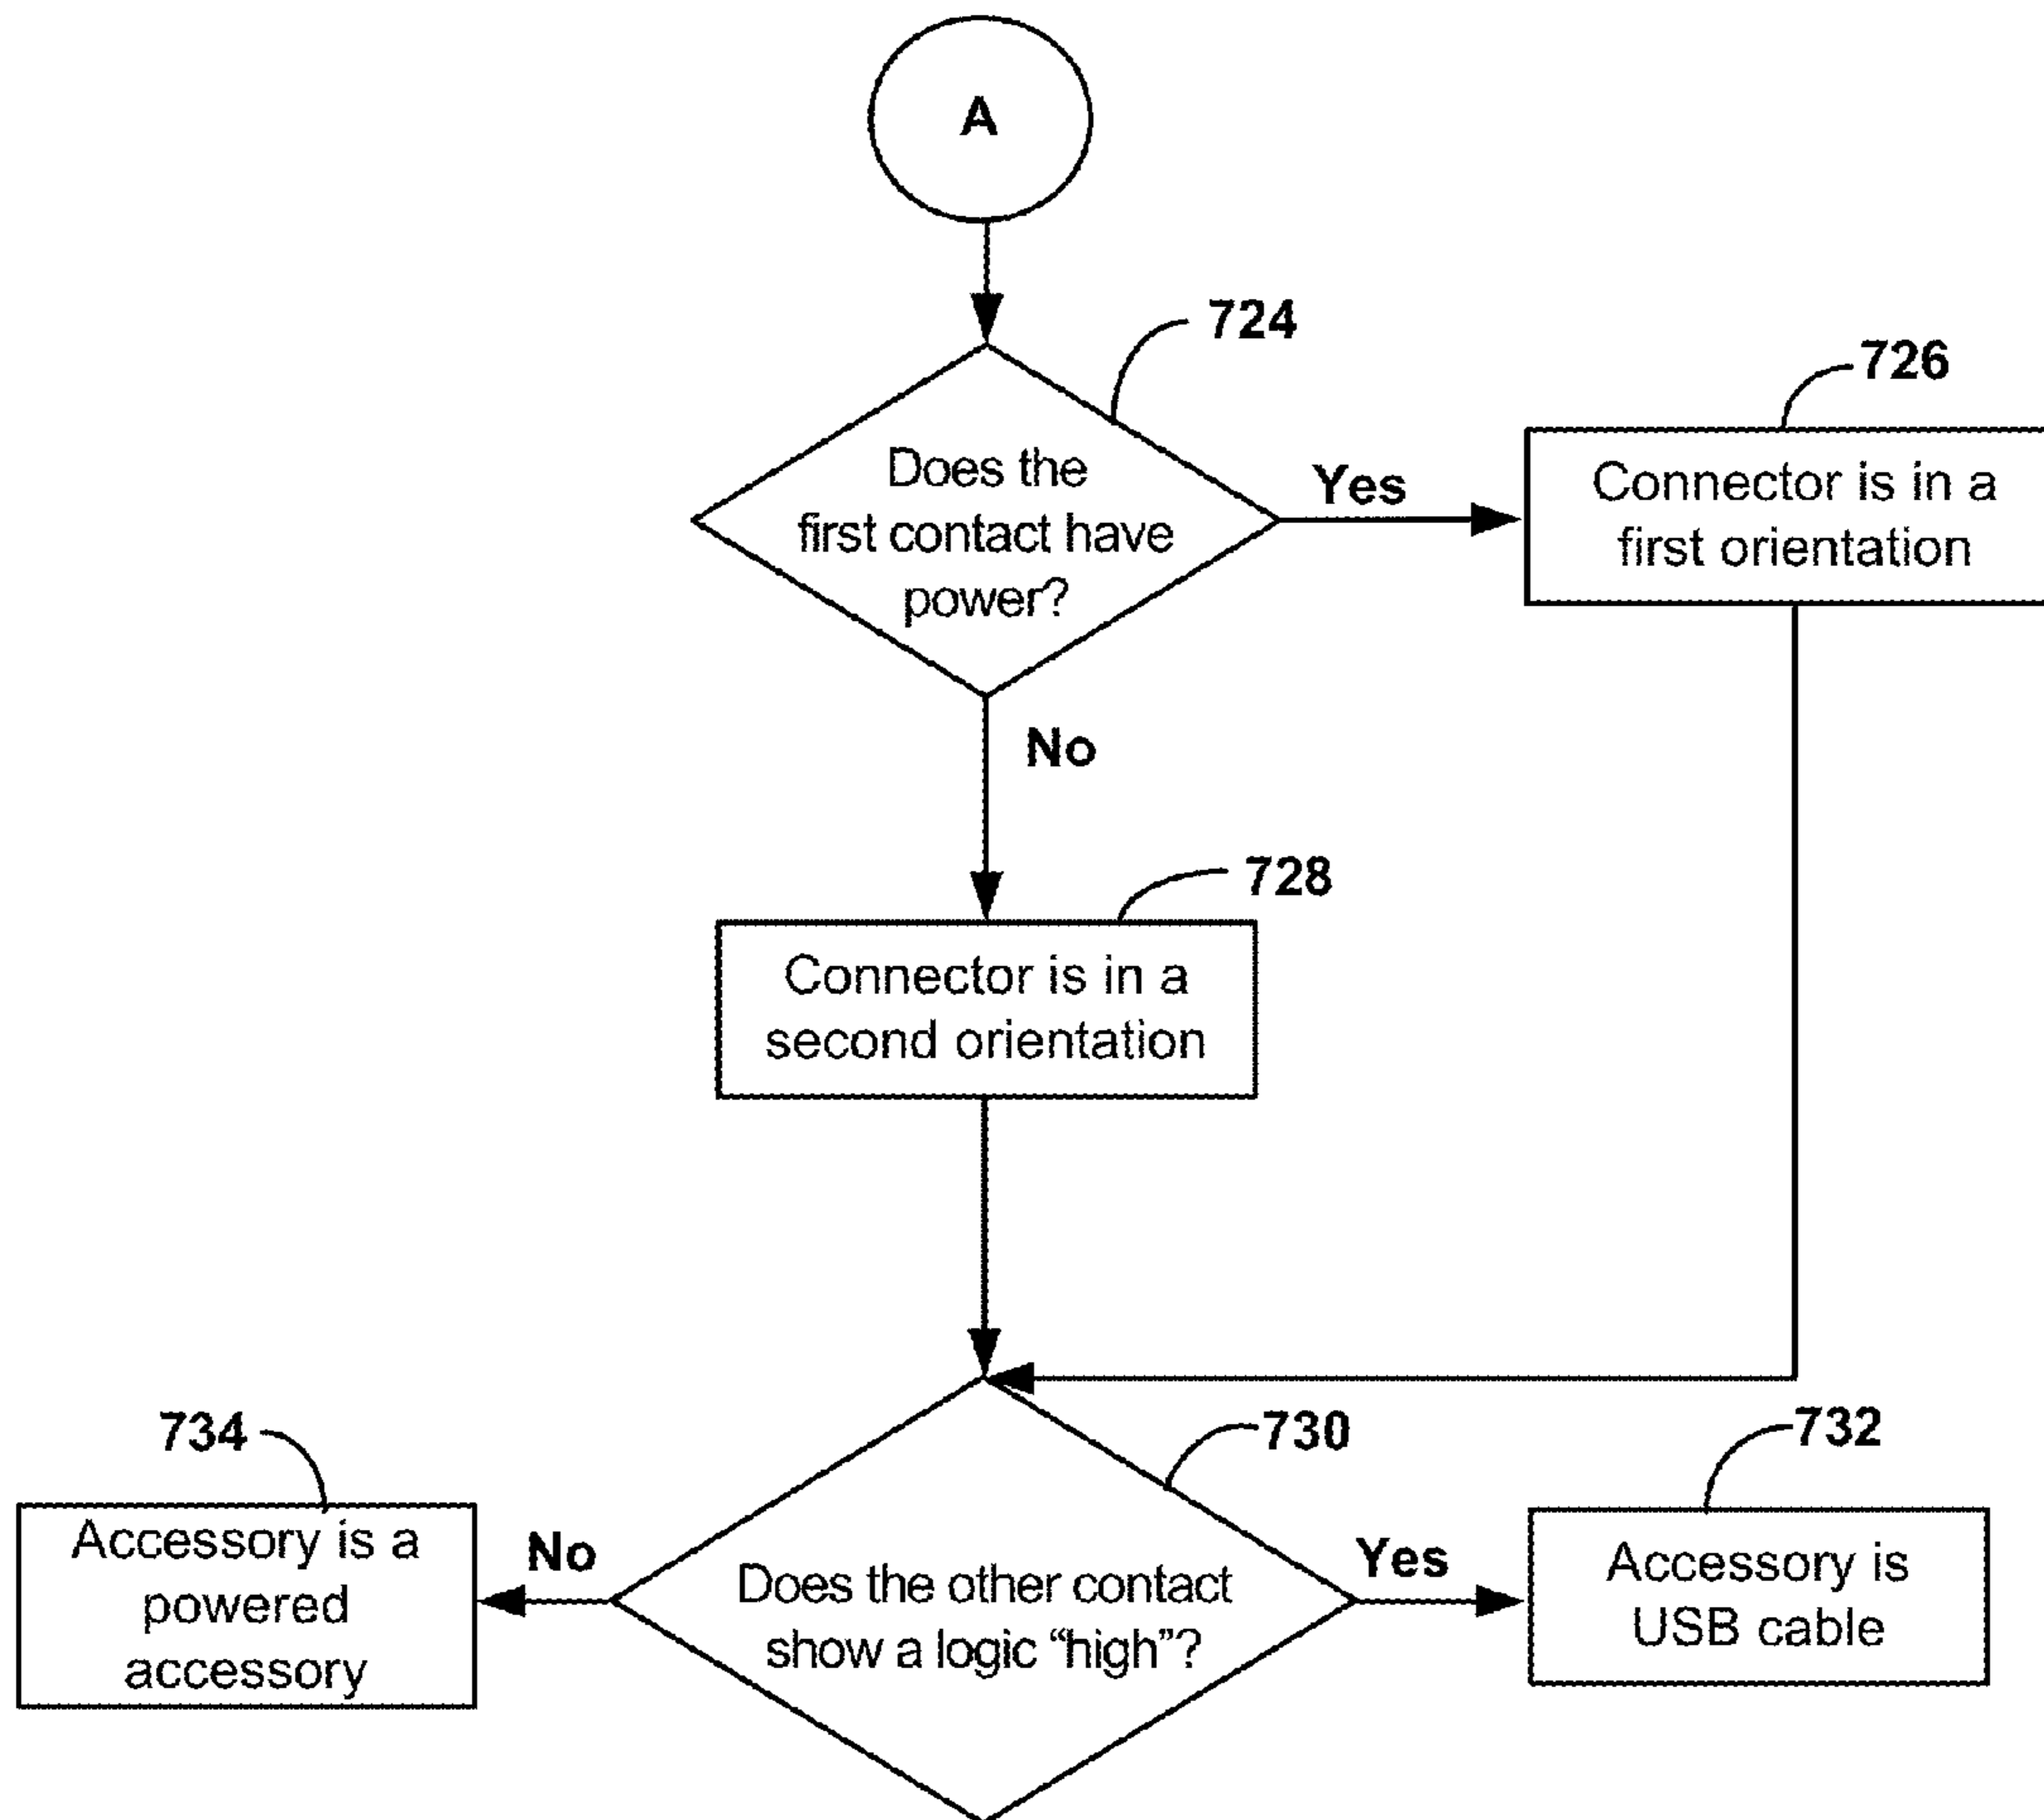 A
724
726
Does the
first contact have
power?
Yes
Connector is in a
first orientation
No
728
Connector is in a
second orientation
734
730
732
Accessory is a
powered
accessory
No
Does the other contact
show a logic “high”?
Yes
Accessory is
USB cable